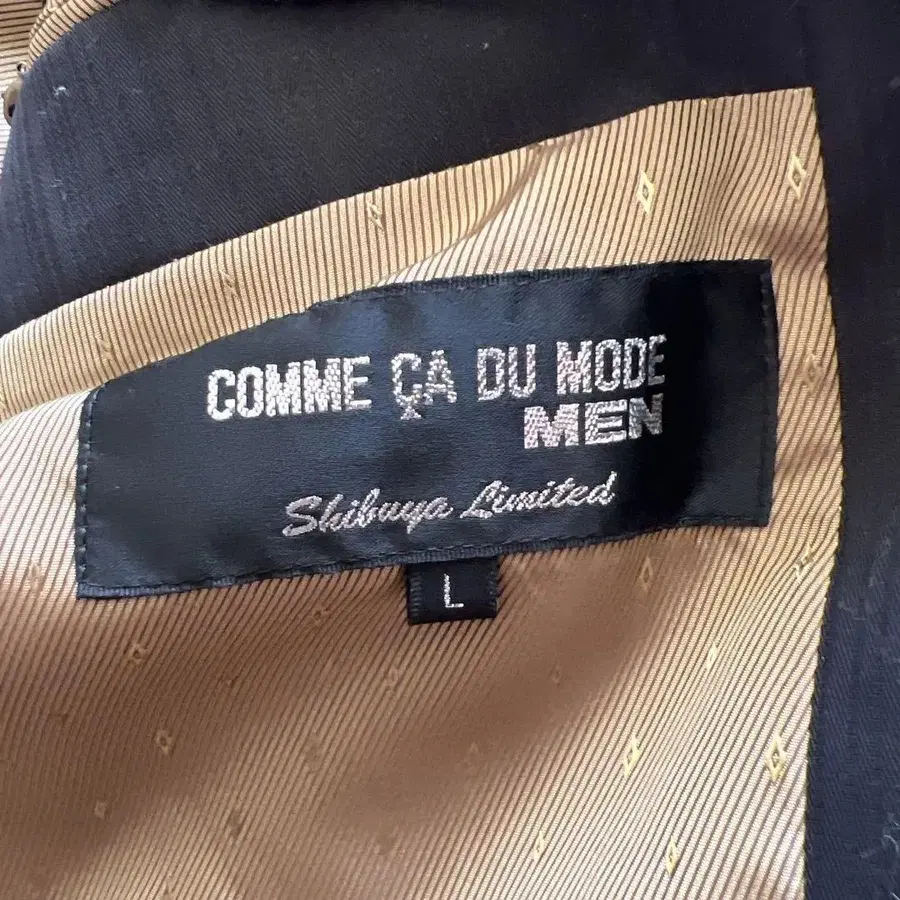 COMME ÇA DU MODE
MEN
Shibuya Limited
L